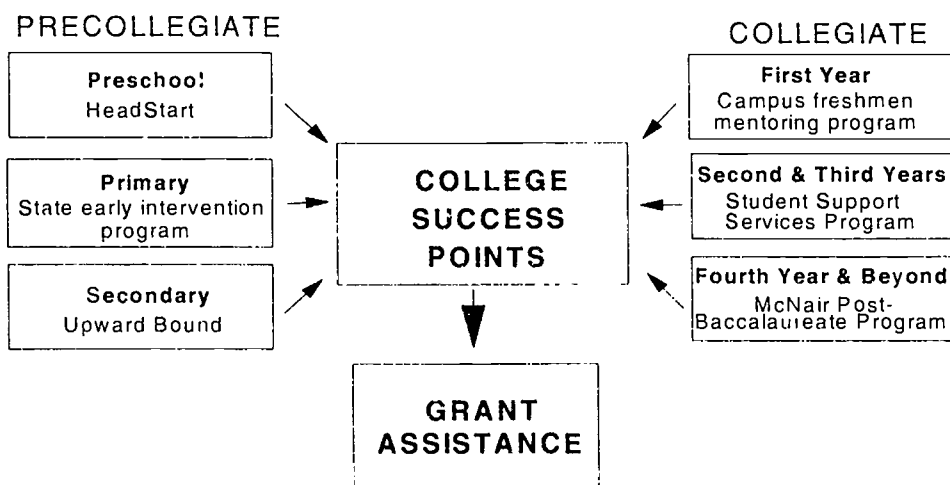 PRECOLLEGIATE
Preschool
HeadStart
Primary
State early intervention
program
Secondary
Upward Bound
COLLEGE
SUCCESS
POINTS
GRANT
ASSISTANCE
COLLEGIATE
First Year
Campus freshmen
mentoring program
Second & Third Years
Student Support
Services Program
Fourth Year & Beyond
McNair Post-
Baccalaureate Program